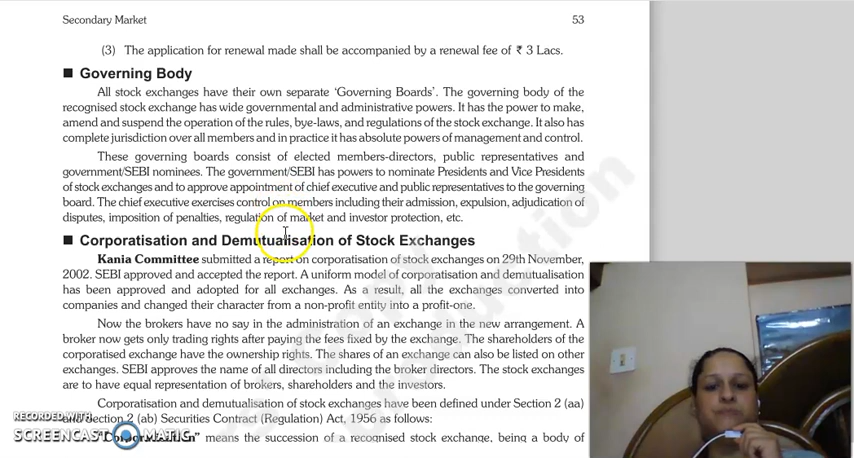 Secondary Market 53
(3) The application for renewal made shall be accompanied by a renewal fee of ₹ 3 Lacs.
■ Governing Body
All stock exchanges have their own separate 'Governing Boards'. The governing body of the
recognised stock exchange has wide governmental and administrative powers. It has the power to make,
amend and suspend the operation of the rules, bye-laws, and regulations of the stock exchange. It also has
complete jurisdiction over all members and in practice it has absolute powers of management and control.
These governing boards consist of elected members-directors, public representatives and
government/SEBI nominees. The government/SEBI has powers to nominate Presidents and Vice Presidents
of stock exchanges and to approve appointment of chief executive and public representatives to the governing
board. The chief executive exercises control on members including their admission, expulsion, adjudication of
disputes, imposition of penalties, regulation of market and investor protection, etc.
■ Corporatisation and Demutualisation of Stock Exchanges
Kania Committee submitted a report on corporatisation of stock exchanges on 29th November,
2002. SEBI approved and accepted the report. A uniform model of corporatisation and demutualisation
has been approved and adopted for all exchanges. As a result, all the exchanges converted into
companies and changed their character from a non-profit entity into a profit-one.
Now the brokers have no say in the administration of an exchange in the new arrangement. A
broker now gets only trading rights after paying the fees fixed by the exchange. The shareholders of the
corporatised exchange have the ownership rights. The shares of an exchange can also be listed on other
exchanges. SEBI approves the name of all directors including the broker directors. The stock exchanges
are to have equal representation of brokers, shareholders and the investors.
Corporatisation and demutualisation of stock exchanges have been defined under Section 2 (aa)
and Section 2 (ab) Securities Contract (Regulation) Act, 1956 as follows:
means the succession of a recognised stock exchange, being a body of
RECORDED WITH
SCREENCAST MATIC